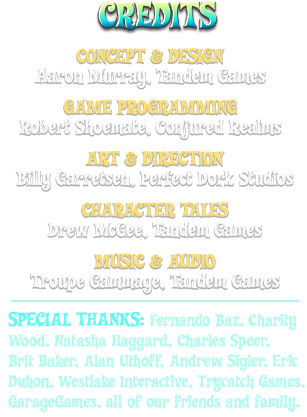 CREDITS
CONCEPT & DESIGN
Aaron Murray, Tandem Games
GAME PROGRAMMING
Robert Shoemate, Conjured Realms
ART & DIRECTION
Billy Garretsen, Perfect Dork Studios
CHARACTER TALES
Drew McGee, Tandem Games
MUSIC & AUDIO
Troupe Gammage, Tandem Games
SPECIAL THANKS: Fernando Baz, Charity
Wood, Natasha Haggard, Charles Speer,
Brit Baker, Alan Uthoff, Andrew Sigler, Eric
Duhon, Westlake Interactive, Trycatch Games,
GarageGames, all of our friends and family.